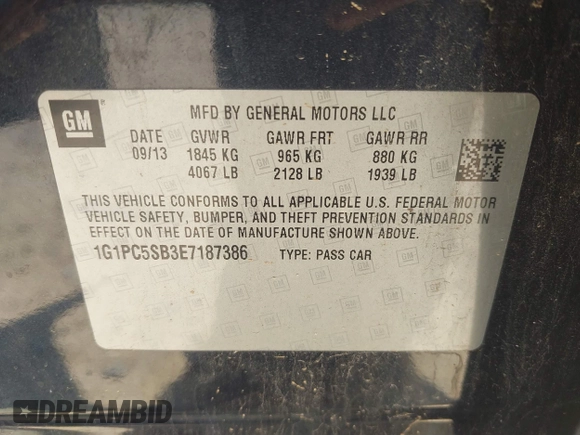 GM
MFD BY GENERAL MOTORS LLC
DATE GVWR GAWR FRT GAWR RR
09/13 1845 KG 965 KG 880 KG
4067 LB 2128 LB 1939 LB
THIS VEHICLE CONFORMS TO ALL APPLICABLE U.S. FEDERAL MOTOR
VEHICLE SAFETY, BUMPER, AND THEFT PREVENTION STANDARDS IN
EFFECT ON THE DATE OF MANUFACTURE SHOWN ABOVE.
1G1PC5SB3E7187386 TYPE: PASS CAR
DREAMBID